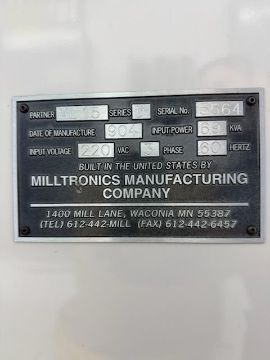 PARTNER SERIES SERIAL No. 5564
DATE OF MANUFACTURE 904 INPUT POWER KVA
INPUT VOLTAGE 220 VAC 3 PHASE 60 HERTZ
BUILT IN THE UNITED STATES BY
MILLTRONICS MANUFACTURING
COMPANY
1400 MILL LANE, WACONIA MN 55387
(TEL) 612-442-MILL (FAX) 612-442-6457